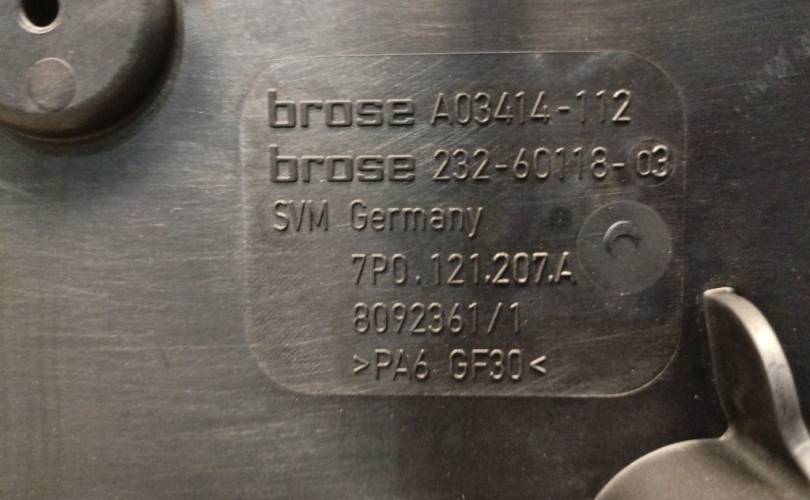 brose A03414-112
brose 232-60118-03
SVM Germany
7P0.121.207.A
8092361/1
>PA6 GF30<